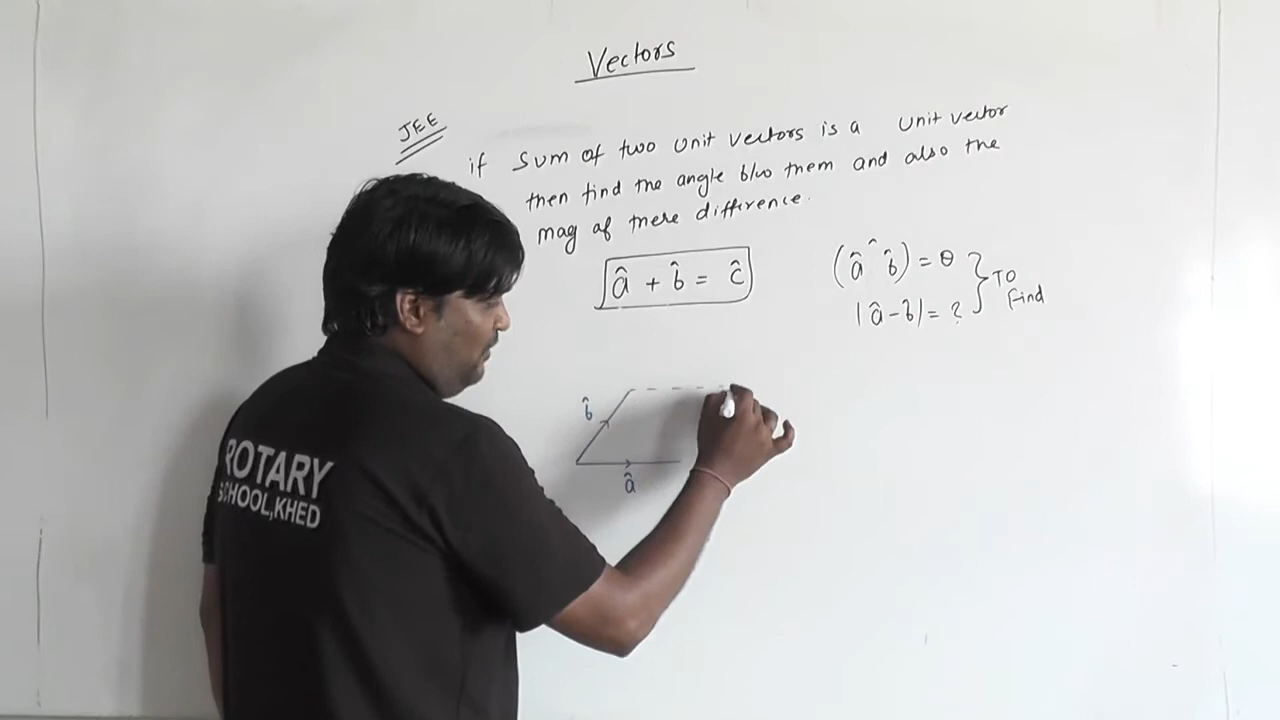 Vectors
JEE
if sum of two unit vectors is a unit vector
then find the angle b/w them and also the
mag of there difference.
â + b̂ = ĉ
(â ^ b̂) = θ
|â - b̂| = ?
} To Find
b̂
â
ROTARY
SCHOOL,KHED